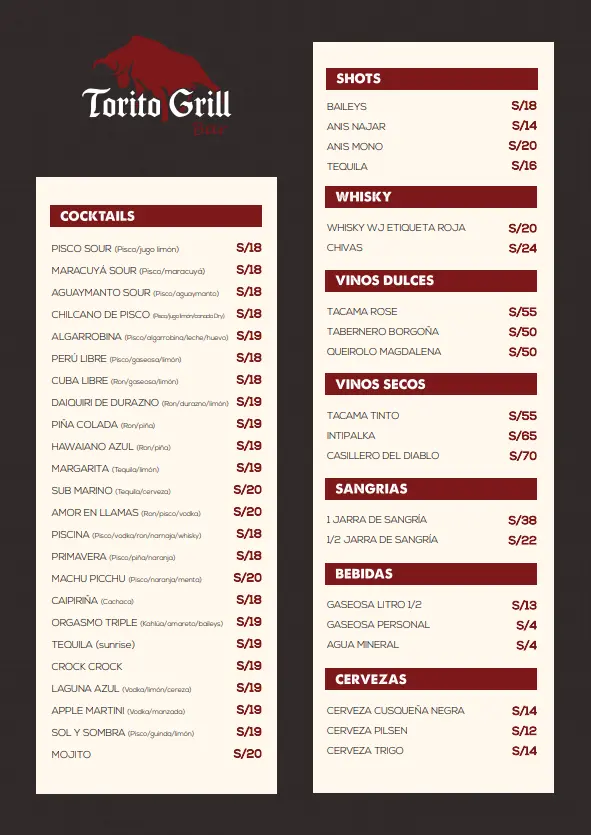 Torito Grill
COCKTAILS
PISCO SOUR (Pisco/jugo limón) S/18
MARACUYÁ SOUR (Pisco/maracuyá) S/18
AGUAYMANTO SOUR (Pisco/aguaymanto) S/18
CHILCANO DE PISCO (Pisco/jugo limón/canada Dry) S/18
ALGARROBINA (Pisco/algarrobina/leche/huevo) S/19
PERÚ LIBRE (Pisco/gaseosa/limón) S/18
CUBA LIBRE (Ron/gaseosa/limón) S/18
DAIQUIRI DE DURAZNO (Ron/durazno/limón) S/19
PIÑA COLADA (Ron/piña) S/19
HAWAIANO AZUL (Ron/piña) S/19
MARGARITA (Tequila/limón) S/19
SUB MARINO (Tequila/cerveza) S/20
AMOR EN LLAMAS (Ron/pisco/vodka) S/20
PISCINA (Pisco/vodka/ron/narnaja/whisky) S/18
PRIMAVERA (Pisco/piña/naranja) S/18
MACHU PICCHU (Pisco/naranja/menta) S/20
CAIPIRIÑA (Cachaca) S/18
ORGASMO TRIPLE (Kahlúa/amareto/baileys) S/19
TEQUILA (sunrise) S/19
CROCK CROCK S/19
LAGUNA AZUL (Vodka/limón/cereza) S/19
APPLE MARTINI (Vodka/manzada) S/19
SOL Y SOMBRA (Pisco/guinda/limón) S/19
MOJITO S/20
SHOTS
BAILEYS S/18
ANIS NAJAR S/14
ANIS MONO S/20
TEQUILA S/16
WHISKY
WHISKY WJ ETIQUETA ROJA S/20
CHIVAS S/24
VINOS DULCES
TACAMA ROSE S/55
TABERNERO BORGOÑA S/50
QUEIROLO MAGDALENA S/50
VINOS SECOS
TACAMA TINTO S/55
INTIPALKA S/65
CASILLERO DEL DIABLO S/70
SANGRIAS
1 JARRA DE SANGRÍA S/38
1/2 JARRA DE SANGRÍA S/22
BEBIDAS
GASEOSA LITRO 1/2 S/13
GASEOSA PERSONAL S/4
AGUA MINERAL S/4
CERVEZAS
CERVEZA CUSQUEÑA NEGRA S/14
CERVEZA PILSEN S/12
CERVEZA TRIGO S/14